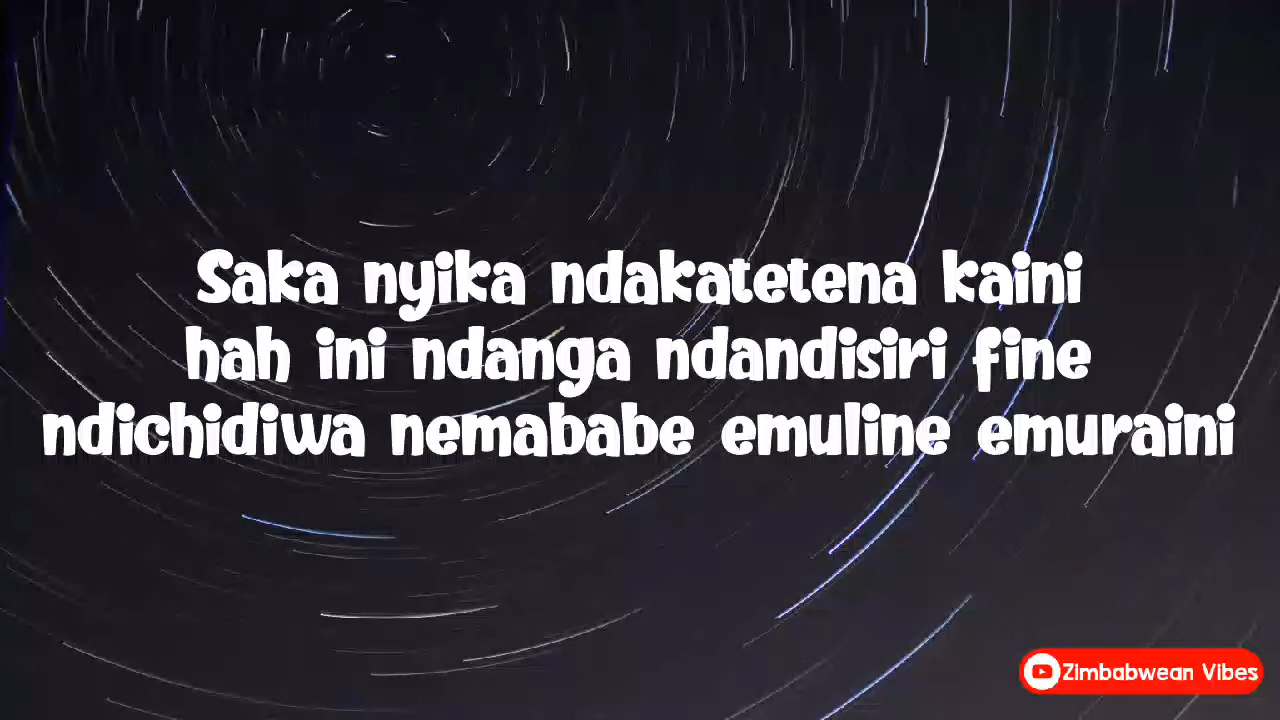 Saka nyika ndakatetena kaini
hah ini ndanga ndandisiri fine
ndichidiwa nemababe emuline emuraini
Zimbabwean Vibes